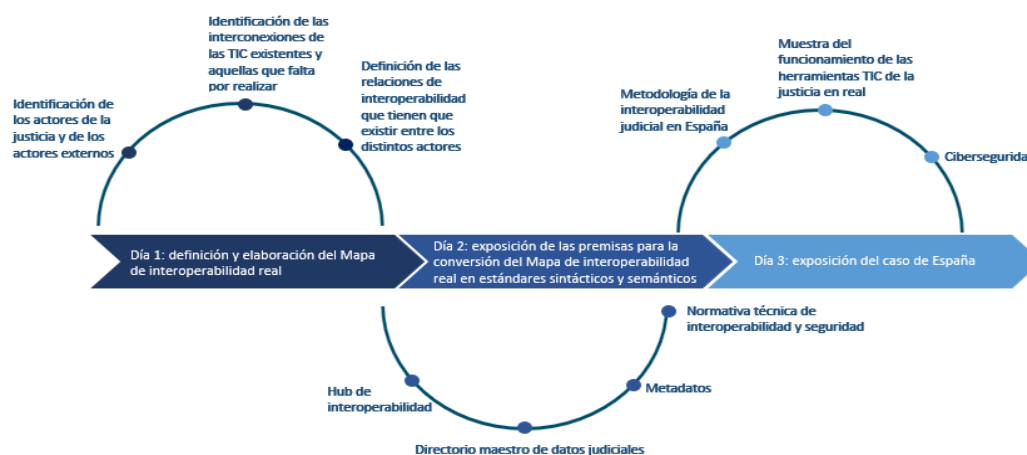 Identificación de
los actores de la
justicia y de los
actores externos
Identificación de las
interconexiones de
las TIC existentes y
aquellas que falta
por realizar
Definición de las
relaciones de
interoperabilidad
que tienen que
existir entre los
distintos actores
Metodología de la
interoperabilidad
judicial en España
Muestra del
funcionamiento de las
herramientas TIC de la
justicia en real
Cibersegurida
Día 1: definición y elaboración del Mapa
de interoperabilidad real
Día 2: exposición de las premisas para la
conversión del Mapa de interoperabilidad
real en estándares sintácticos y semánticos
Día 3: exposición del caso de España
Hub de
interoperabilidad
Directorio maestro de datos judiciales
Metadatos
Normativa técnica de
interoperabilidad y seguridad